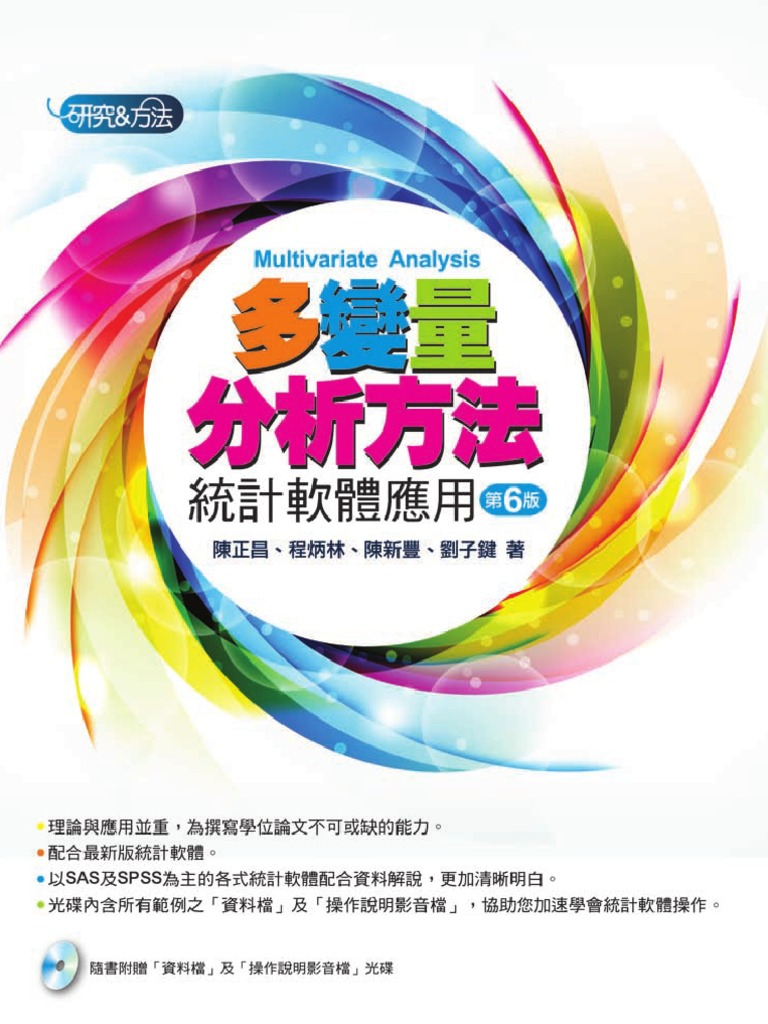 研究&方法
Multivariate Analysis
多變量
分析方法
統計軟體應用 第6版
陳正昌、程炳林、陳新豐、劉子鍵 著
理論與應用並重，為撰寫學位論文不可或缺的能力。
配合最新版統計軟體。
以SAS及SPSS為主的各式統計軟體配合資料解說，更加清晰明白。
光碟內含所有範例之「資料檔」及「操作說明影音檔」，協助您加速學會統計軟體操作。
隨書附贈「資料檔」及「操作說明影音檔」光碟